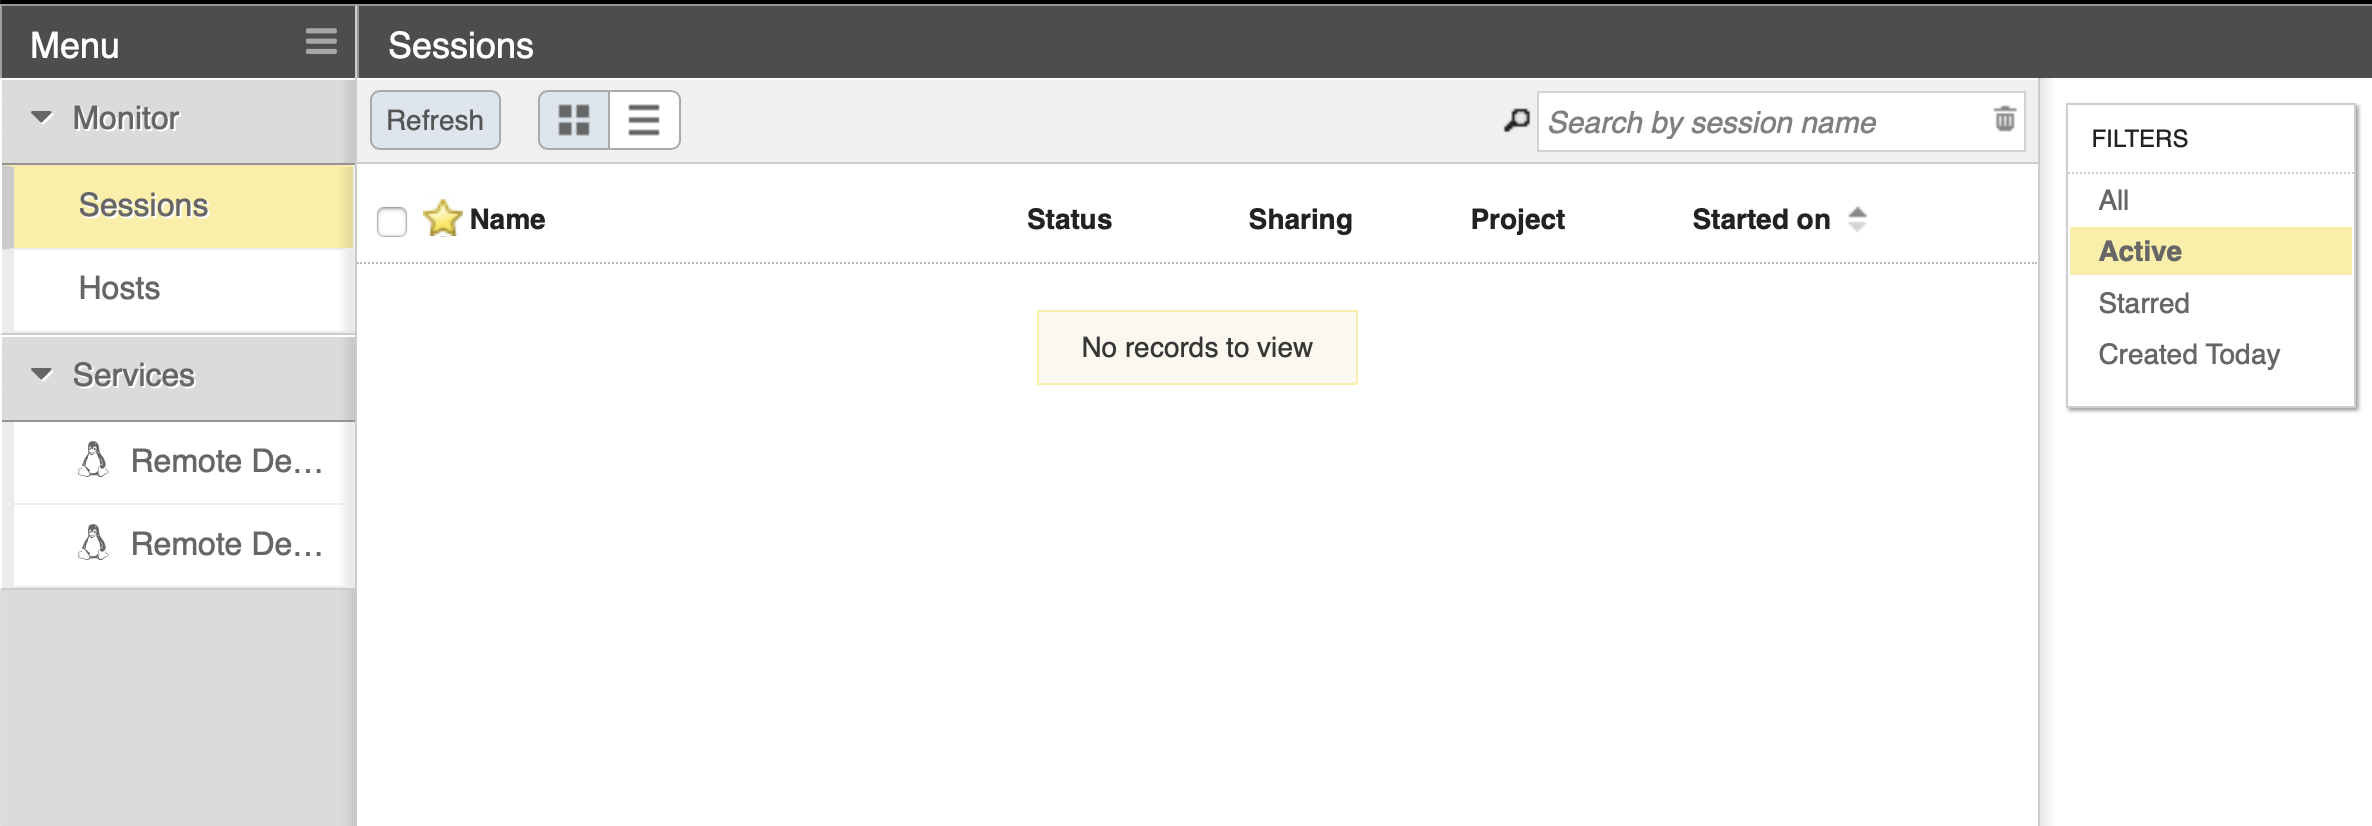 Menu
Sessions
Monitor
Sessions
Hosts
Services
Remote De...
Remote De...
Refresh
Search by session name
Name
Status
Sharing
Project
Started on
No records to view
FILTERS
All
Active
Starred
Created Today